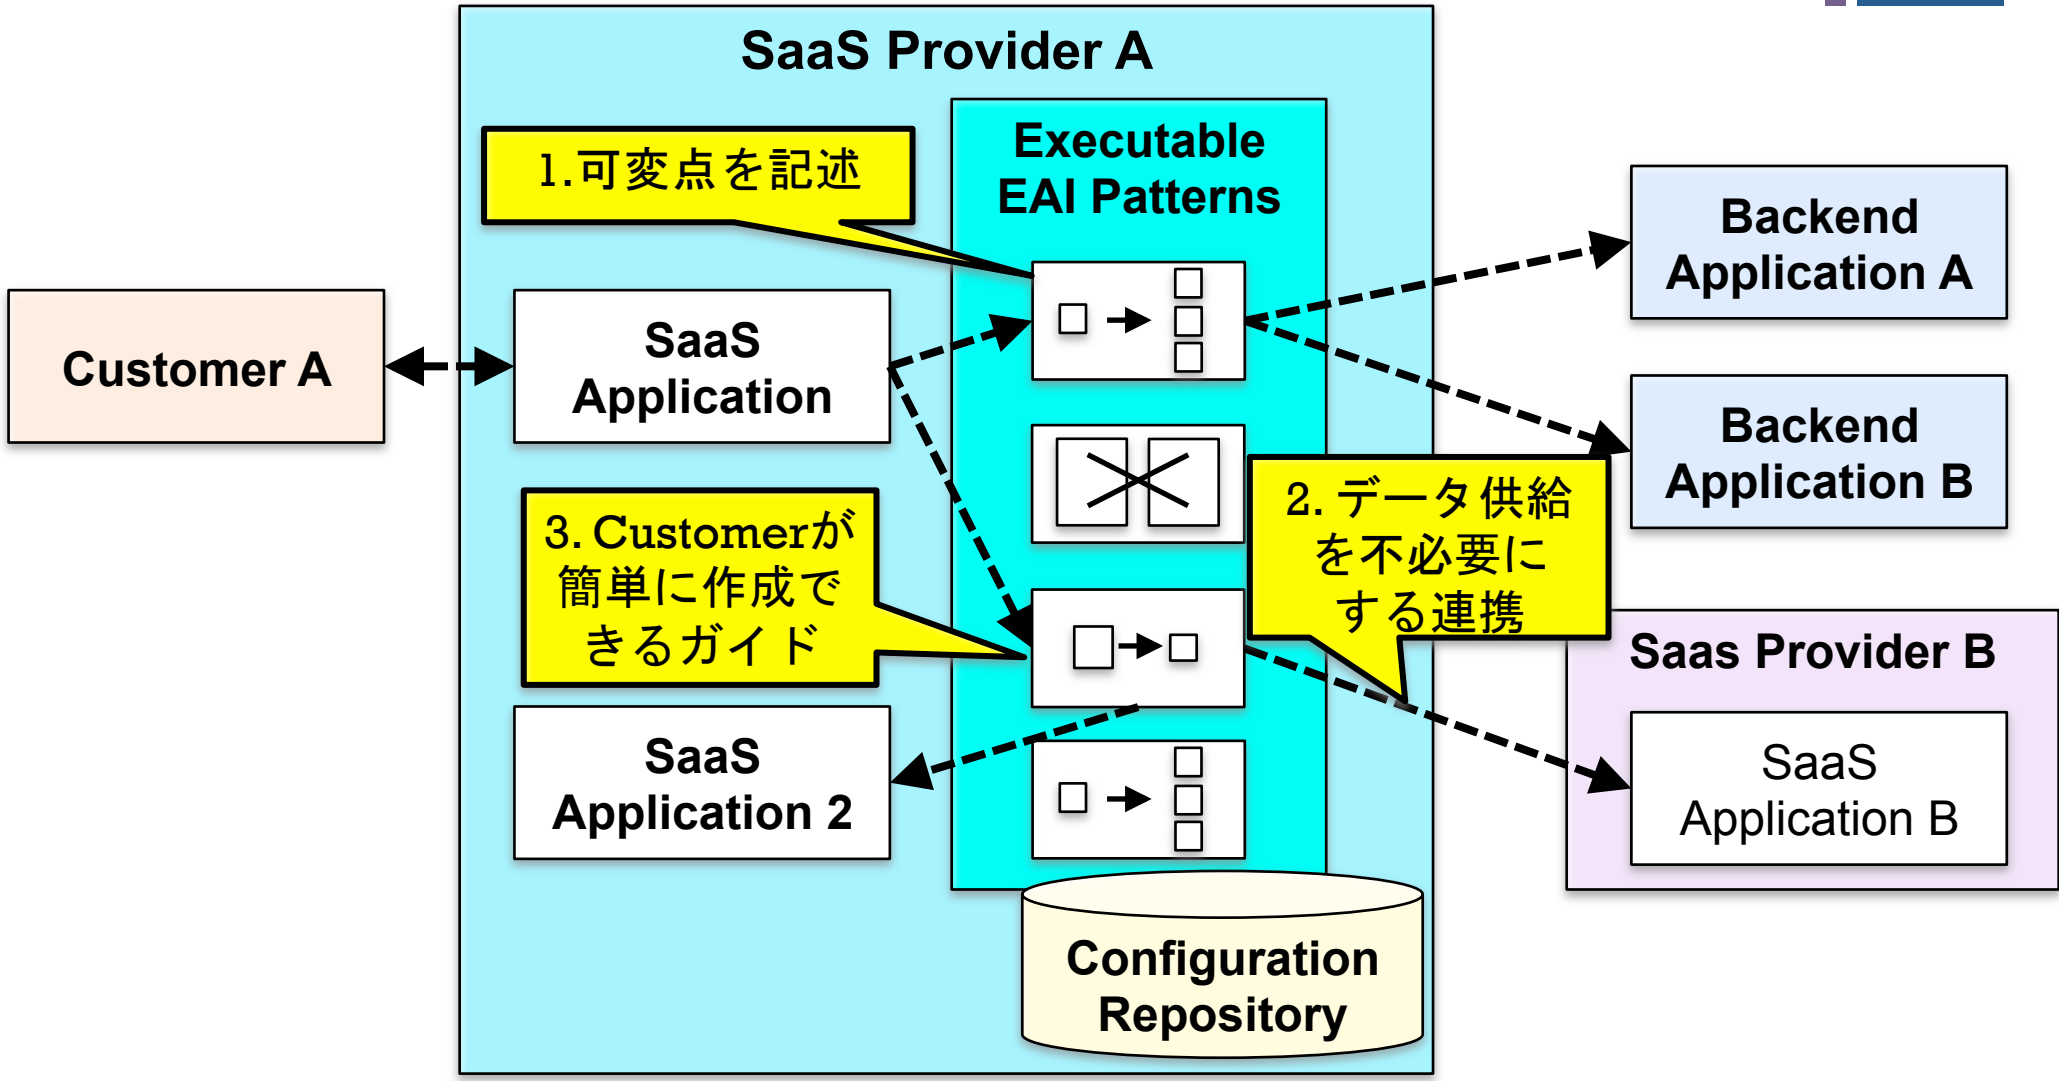 SaaS Provider A
Executable
EAI Patterns
1.可変点を記述
Customer A
SaaS
Application
Backend
Application A
Backend
Application B
2. データ供給
を不必要に
する連携
3. Customerが
簡単に作成で
きるガイド
SaaS
Application 2
Saas Provider B
SaaS
Application B
Configuration
Repository